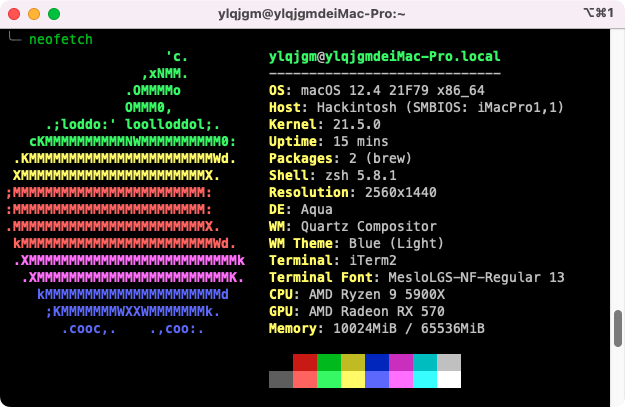 ylqjgm@ylqjgmdeiMac-Pro:~
⌥⌘1
╰─ neofetch
                    'c.          ylqjgm@ylqjgmdeiMac-Pro.local
                 ,xNMM.          -----------------------------
               .OMMMMo           OS: macOS 12.4 21F79 x86_64
               OMMM0,            Host: Hackintosh (SMBIOS: iMacPro1,1)
     .;loddo:' loolloddol;.      Kernel: 21.5.0
   cKMMMMMMMMMMNWMMMMMMMMMM0:    Uptime: 15 mins
 .KMMMMMMMMMMMMMMMMMMMMMMMWd.    Packages: 2 (brew)
 XMMMMMMMMMMMMMMMMMMMMMMMX.      Shell: zsh 5.8.1
;MMMMMMMMMMMMMMMMMMMMMMMM:       Resolution: 2560x1440
:MMMMMMMMMMMMMMMMMMMMMMMM:       DE: Aqua
.MMMMMMMMMMMMMMMMMMMMMMMMX.      WM: Quartz Compositor
 kMMMMMMMMMMMMMMMMMMMMMMMMWd.    WM Theme: Blue (Light)
 .XMMMMMMMMMMMMMMMMMMMMMMMMMMk   Terminal: iTerm2
  .XMMMMMMMMMMMMMMMMMMMMMMMMK.   Terminal Font: MesloLGS-NF-Regular 13
    kMMMMMMMMMMMMMMMMMMMMMMd     CPU: AMD Ryzen 9 5900X
     ;KMMMMMMMWXXWMMMMMMMk.      GPU: AMD Radeon RX 570
       .cooc,.    .,coo:.        Memory: 10024MiB / 65536MiB